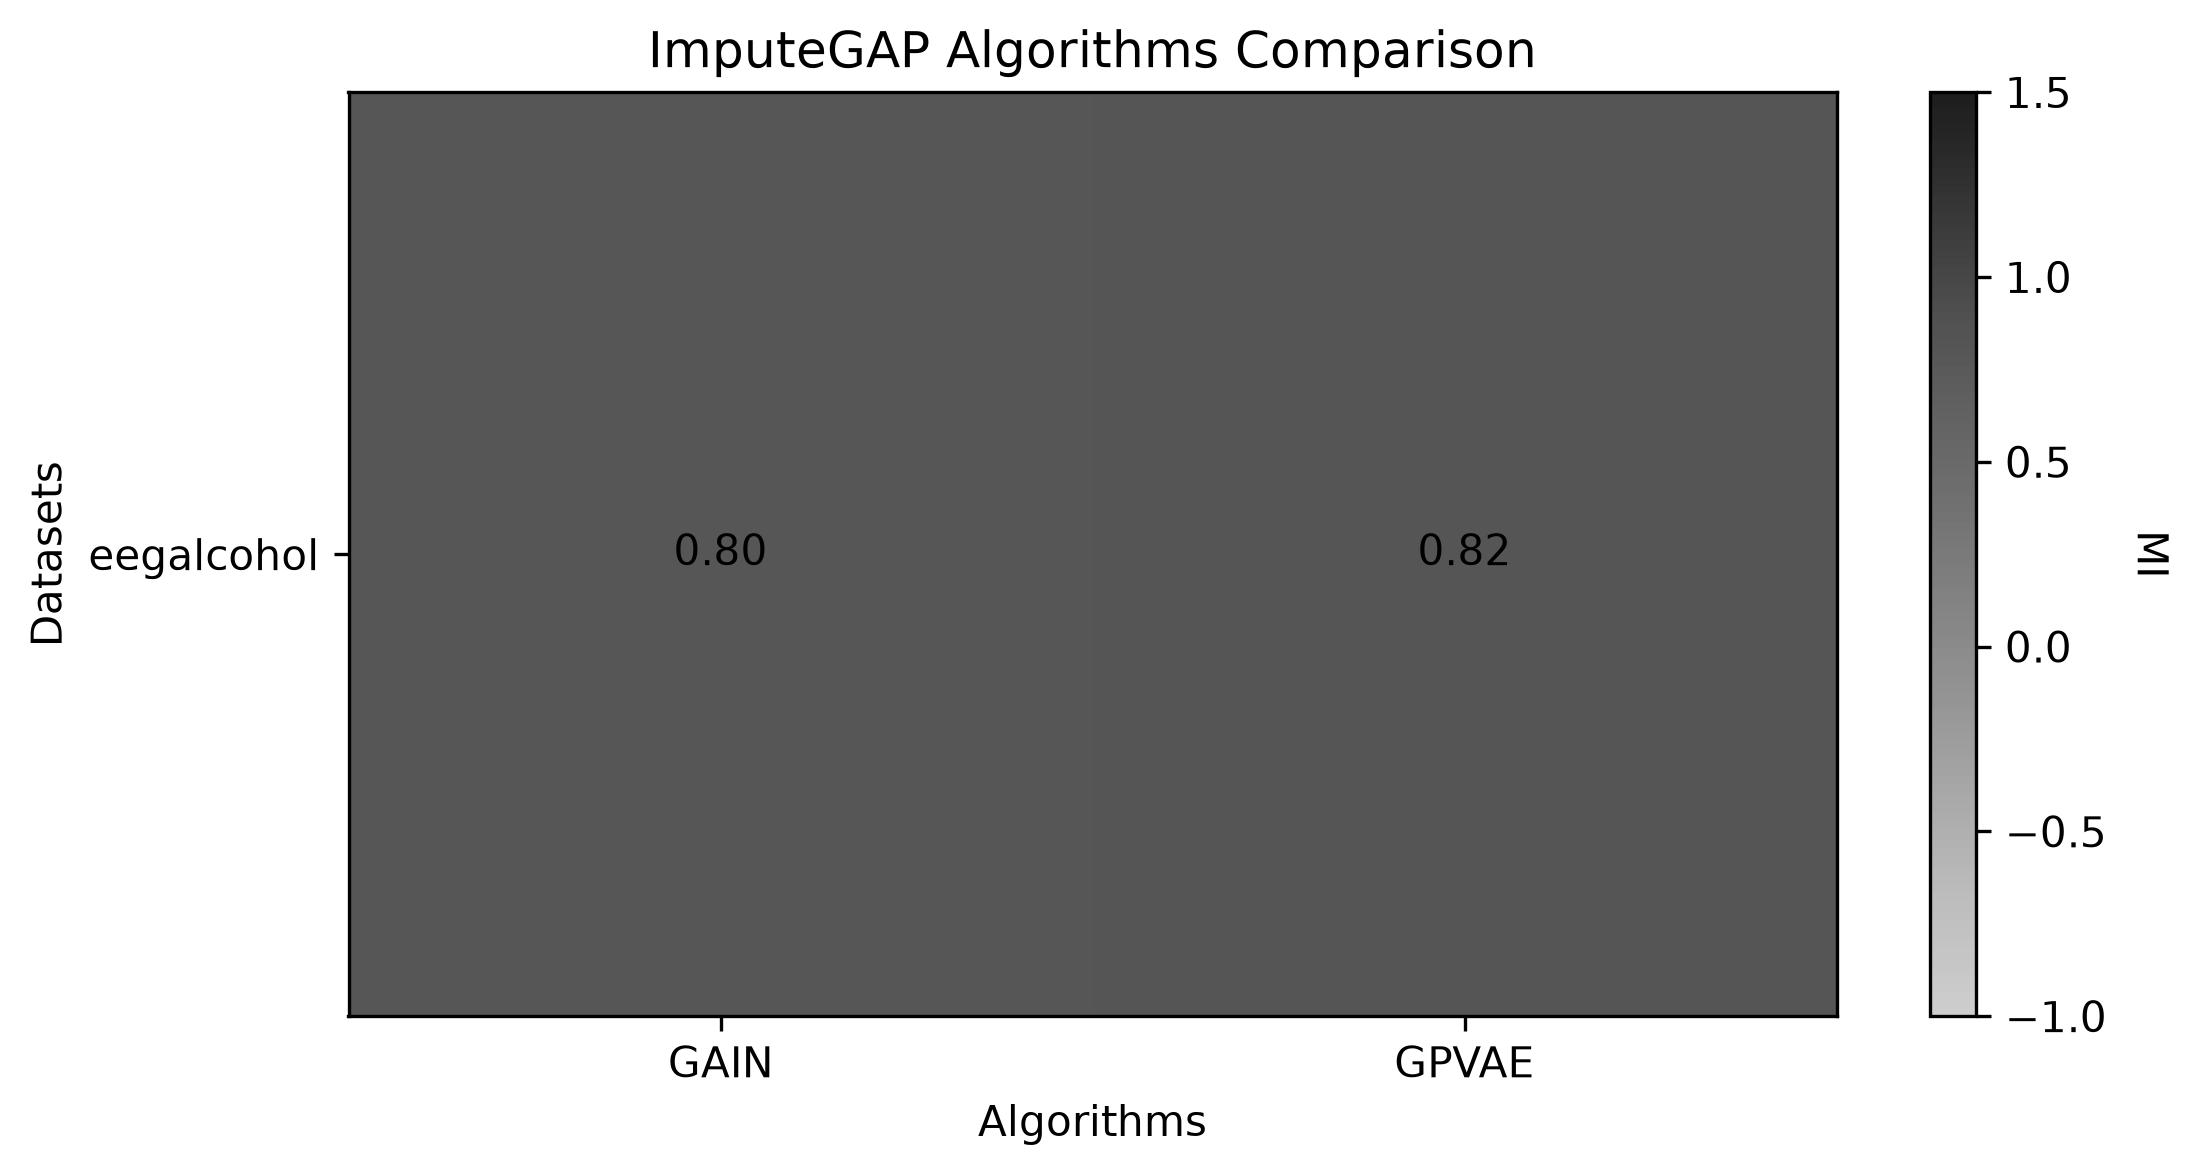 ImputeGAP Algorithms Comparison
Datasets
eegalcohol
0.80 0.82
GAIN GPVAE
Algorithms
1.5
1.0
0.5
0.0
−0.5
−1.0
MI